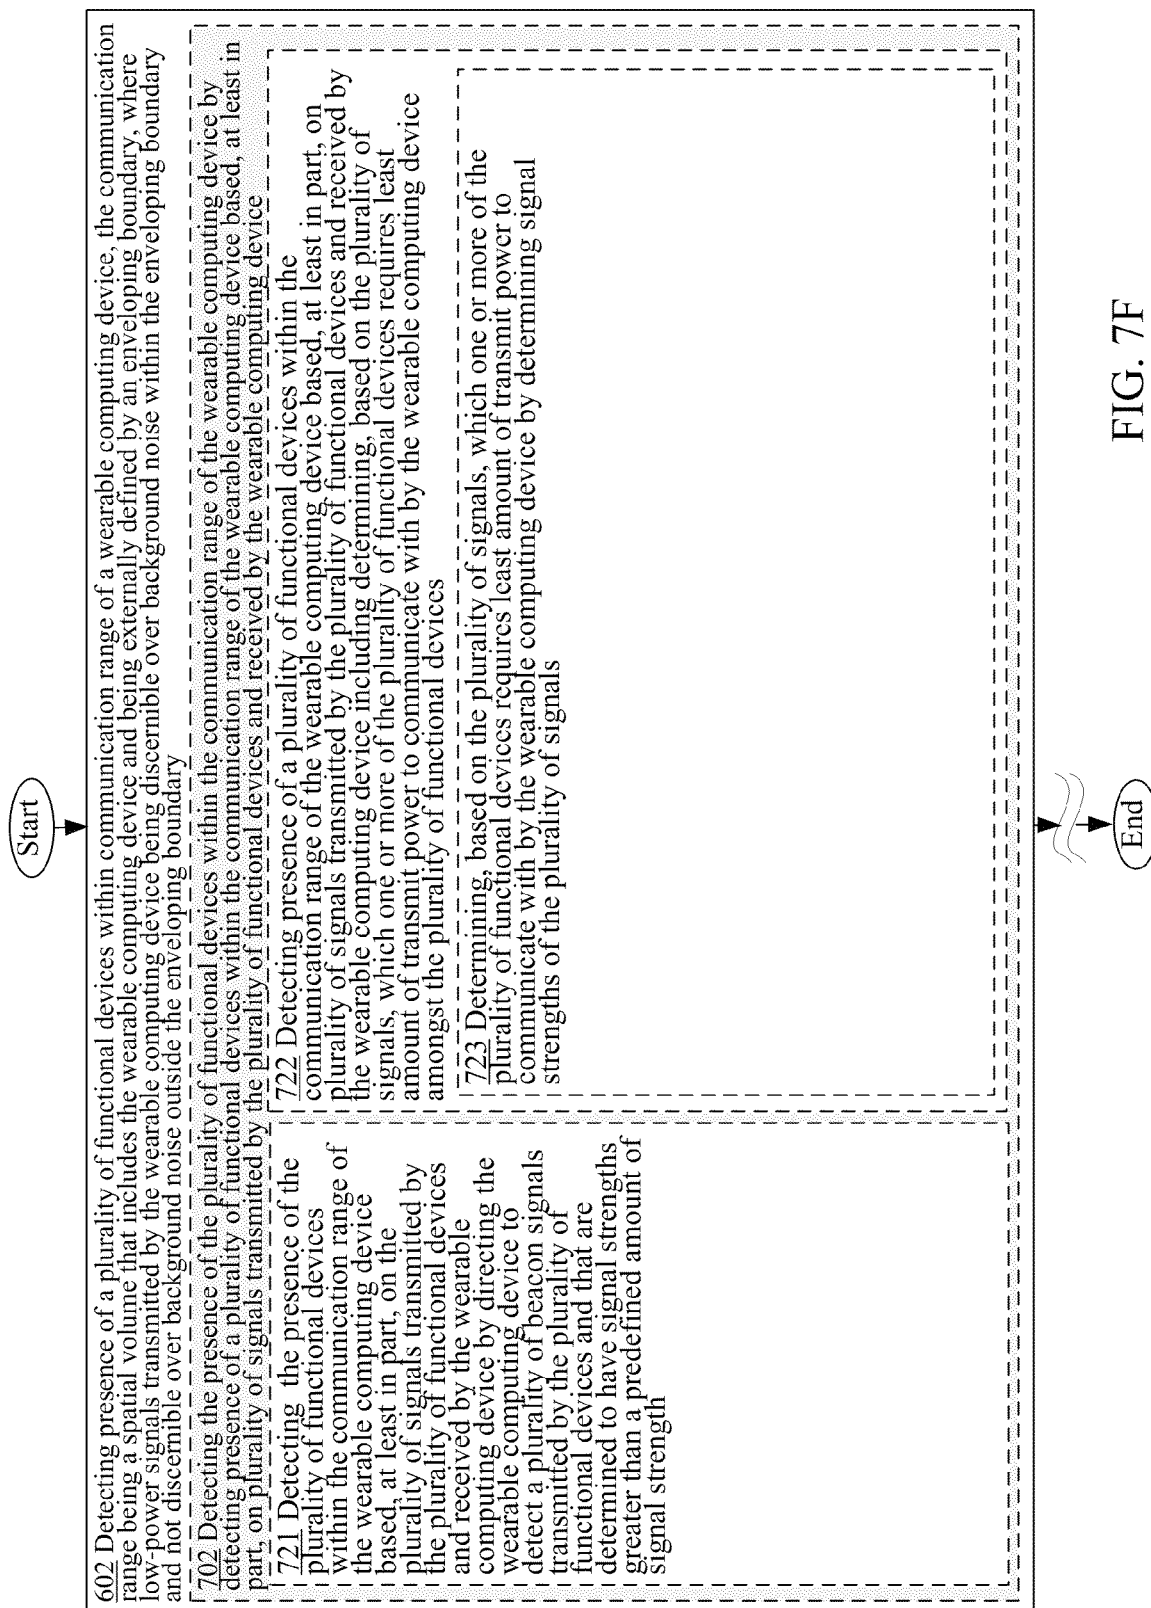 Start
602 Detecting presence of a plurality of functional devices within communication range of a wearable computing device, the communication
range being a spatial volume that includes the wearable computing device and being externally defined by an enveloping boundary, where
low-power signals transmitted by the wearable computing device being discernible over background noise within the enveloping boundary
and not discernible over background noise outside the enveloping boundary
702 Detecting the presence of the plurality of functional devices within the communication range of the wearable computing device by
detecting presence of a plurality of functional devices within the communication range of the wearable computing device based, at least in
part, on plurality of signals transmitted by the plurality of functional devices and received by the wearable computing device
721 Detecting the presence of the
plurality of functional devices
within the communication range of
the wearable computing device
based, at least in part, on the
plurality of signals transmitted by
the plurality of functional devices
and received by the wearable
computing device by directing the
wearable computing device to
detect a plurality of beacon signals
transmitted by the plurality of
functional devices and that are
determined to have signal strengths
greater than a predefined amount of
signal strength
722 Detecting presence of a plurality of functional devices within the
communication range of the wearable computing device based, at least in part, on
plurality of signals transmitted by the plurality of functional devices and received by
the wearable computing device including determining, based on the plurality of
signals, which one or more of the plurality of functional devices requires least
amount of transmit power to communicate with by the wearable computing device
amongst the plurality of functional devices
723 Determining, based on the plurality of signals, which one or more of the
plurality of functional devices requires least amount of transmit power to
communicate with by the wearable computing device by determining signal
strengths of the plurality of signals
End
FIG. 7F